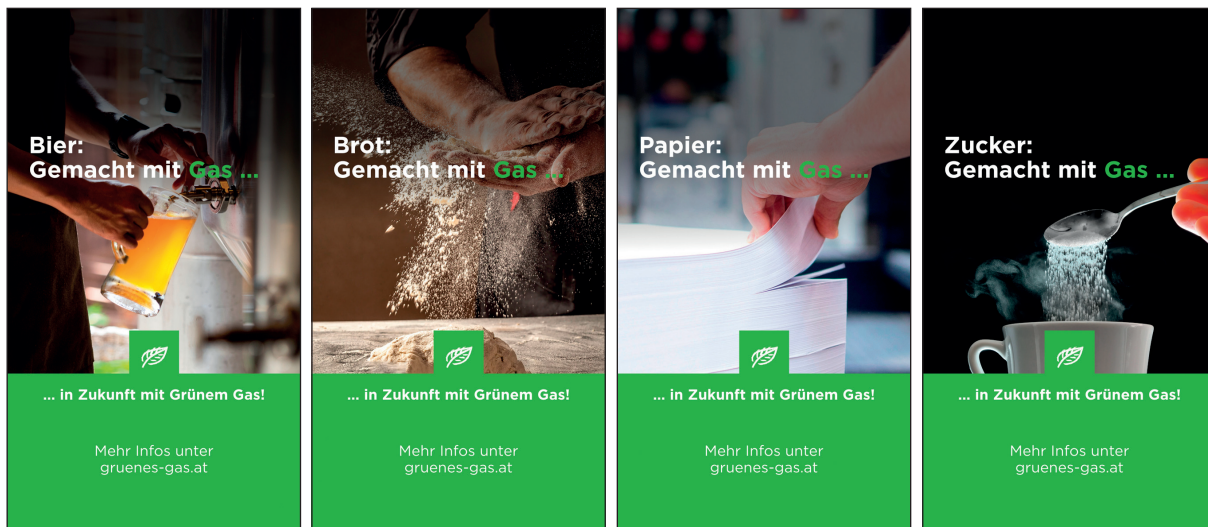 Bier:
Gemacht mit Gas ...
... in Zukunft mit Grünem Gas!
Mehr Infos unter
gruenes-gas.at
Brot:
Gemacht mit Gas ...
... in Zukunft mit Grünem Gas!
Mehr Infos unter
gruenes-gas.at
Papier:
Gemacht mit Gas ...
... in Zukunft mit Grünem Gas!
Mehr Infos unter
gruenes-gas.at
Zucker:
Gemacht mit Gas ...
... in Zukunft mit Grünem Gas!
Mehr Infos unter
gruenes-gas.at